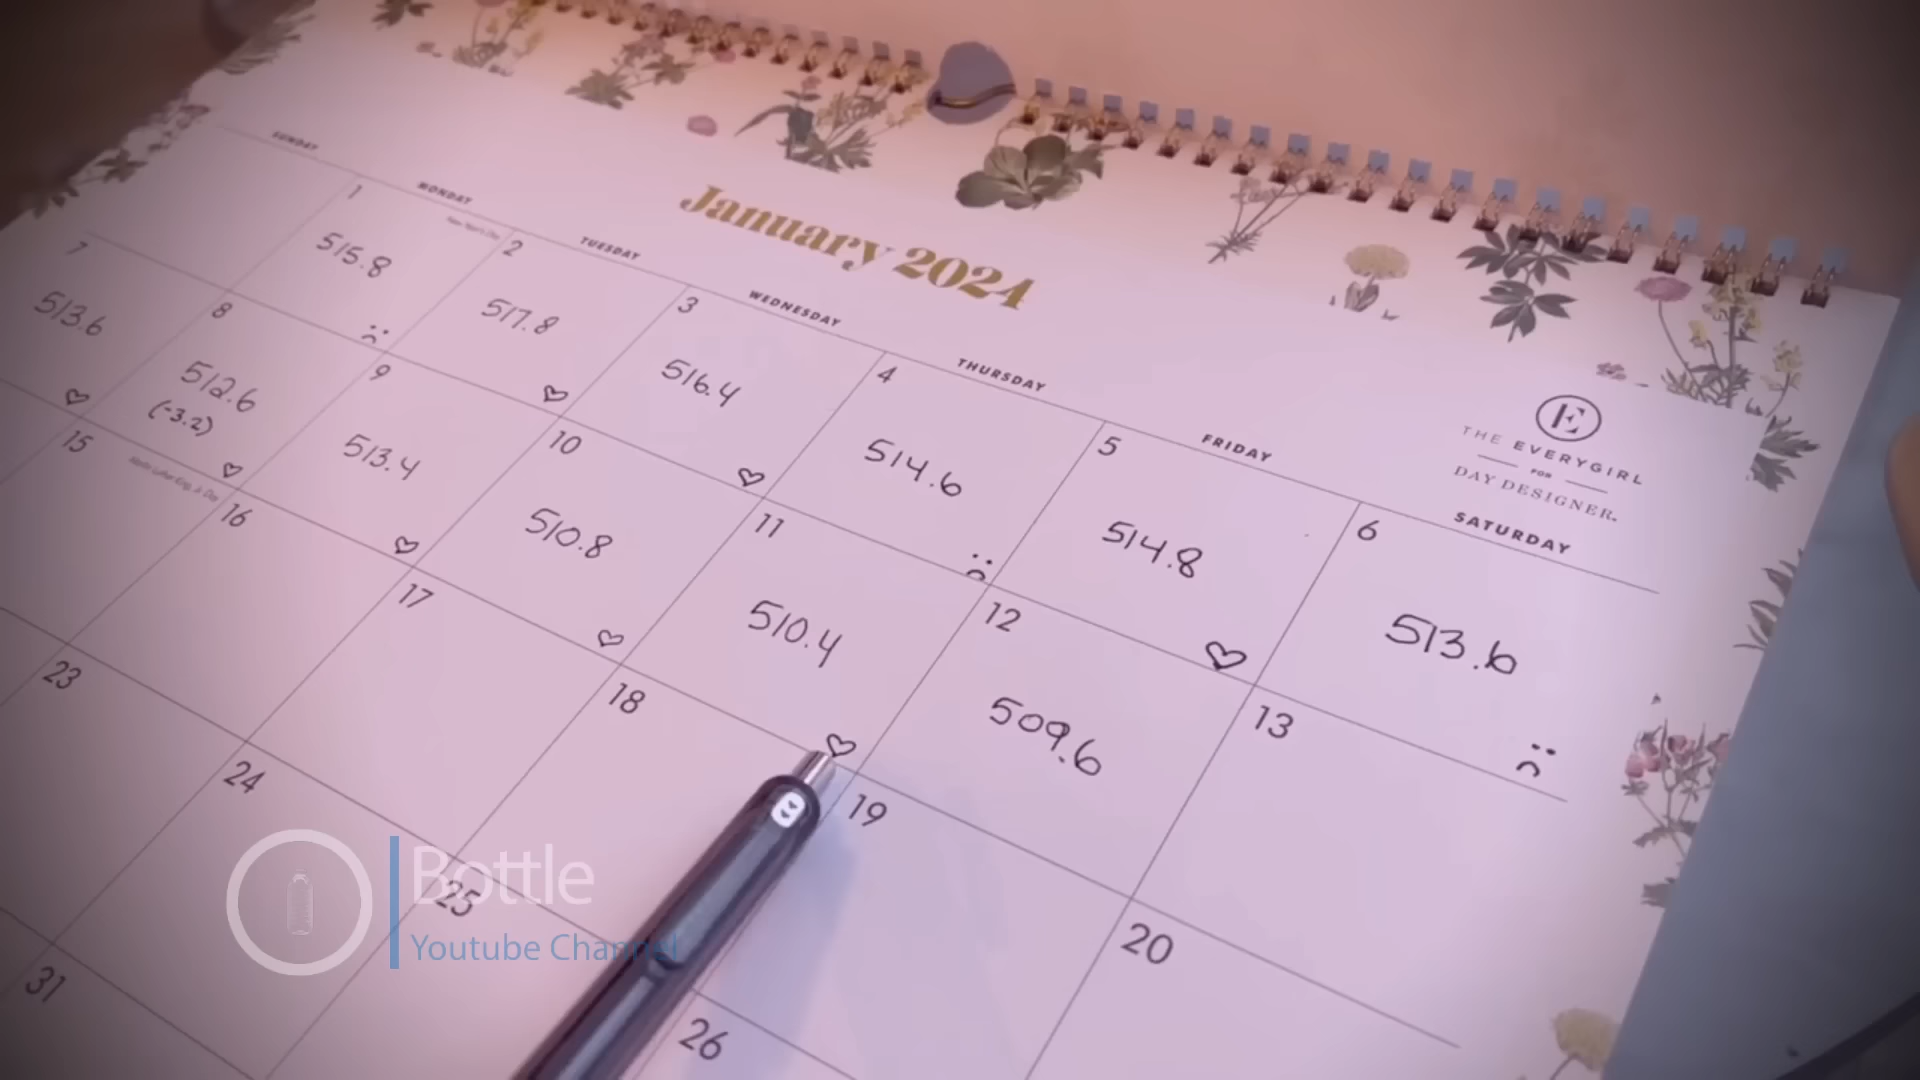 January 2024
THE EVERYGIRL
FOR
DAY DESIGNER.
SUNDAY
MONDAY
TUESDAY
WEDNESDAY
THURSDAY
FRIDAY
SATURDAY
1
New Year's Day
515.8
2
517.8
3
516.4
4
514.6
5
514.8
6
513.6
7
513.6
8
512.6
(-3.2)
9
513.4
10
510.8
11
510.4
12
509.6
13
15
Martin Luther King, Jr. Day
16
17
18
19
20
23
24
25
26
31
Bottle
Youtube Channel